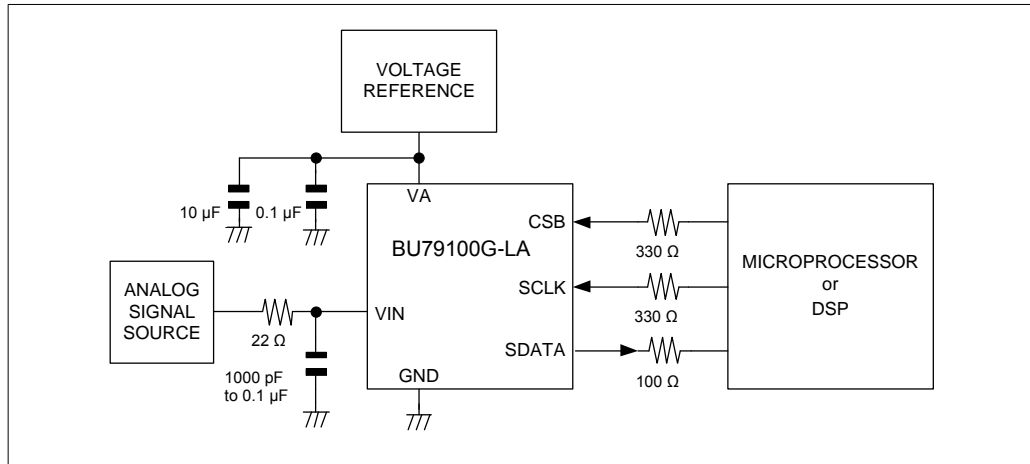 VOLTAGE
REFERENCE
10 µF
0.1 µF
VA
CSB
330 Ω
BU79100G-LA
MICROPROCESSOR
or
DSP
SCLK
330 Ω
ANALOG
SIGNAL
SOURCE
22 Ω
VIN
SDATA
100 Ω
1000 pF
to 0.1 µF
GND